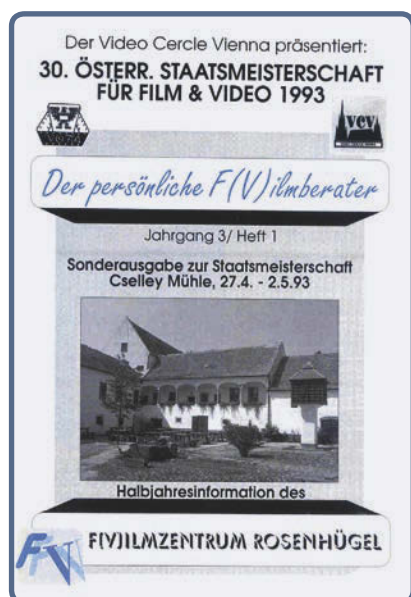 Der Video Cercle Vienna präsentiert:
30. ÖSTERR. STAATSMEISTERSCHAFT
FÜR FILM & VIDEO 1993
vcv
Der persönliche F(V)ilmberater
Jahrgang 3/ Heft 1
Sonderausgabe zur Staatsmeisterschaft
Cselley Mühle, 27.4. - 2.5.93
Halbjahresinformation des
F(V)ILMZENTRUM ROSENHÜGEL